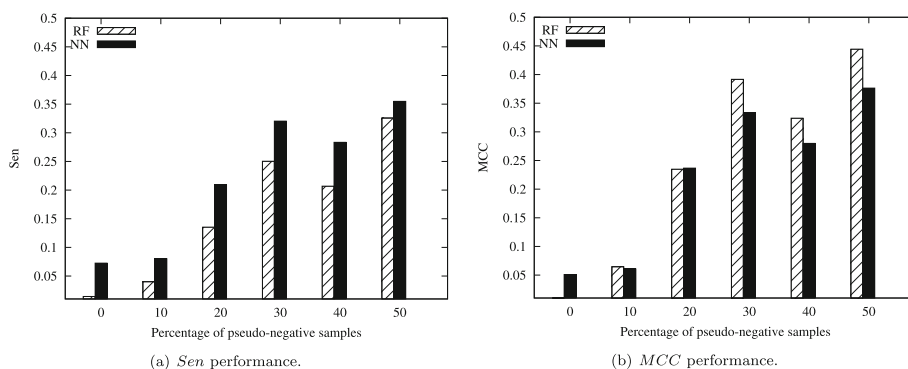 0.5
0.45
0.4
0.35
0.3
0.25
0.2
0.15
0.1
0.05
Sen
RF
NN
0 10 20 30 40 50
Percentage of pseudo-negative samples
(a) Sen performance.
0.5
0.45
0.4
0.35
0.3
0.25
0.2
0.15
0.1
0.05
MCC
RF
NN
0 10 20 30 40 50
Percentage of pseudo-negative samples
(b) MCC performance.